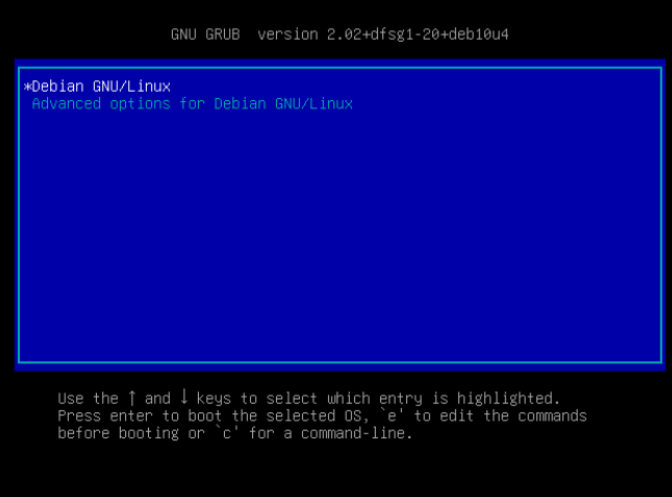 GNU GRUB  version 2.02+dfsg1-20+deb10u4
*Debian GNU/Linux
Advanced options for Debian GNU/Linux
Use the ↑ and ↓ keys to select which entry is highlighted.
Press enter to boot the selected OS, `e' to edit the commands
before booting or `c' for a command-line.